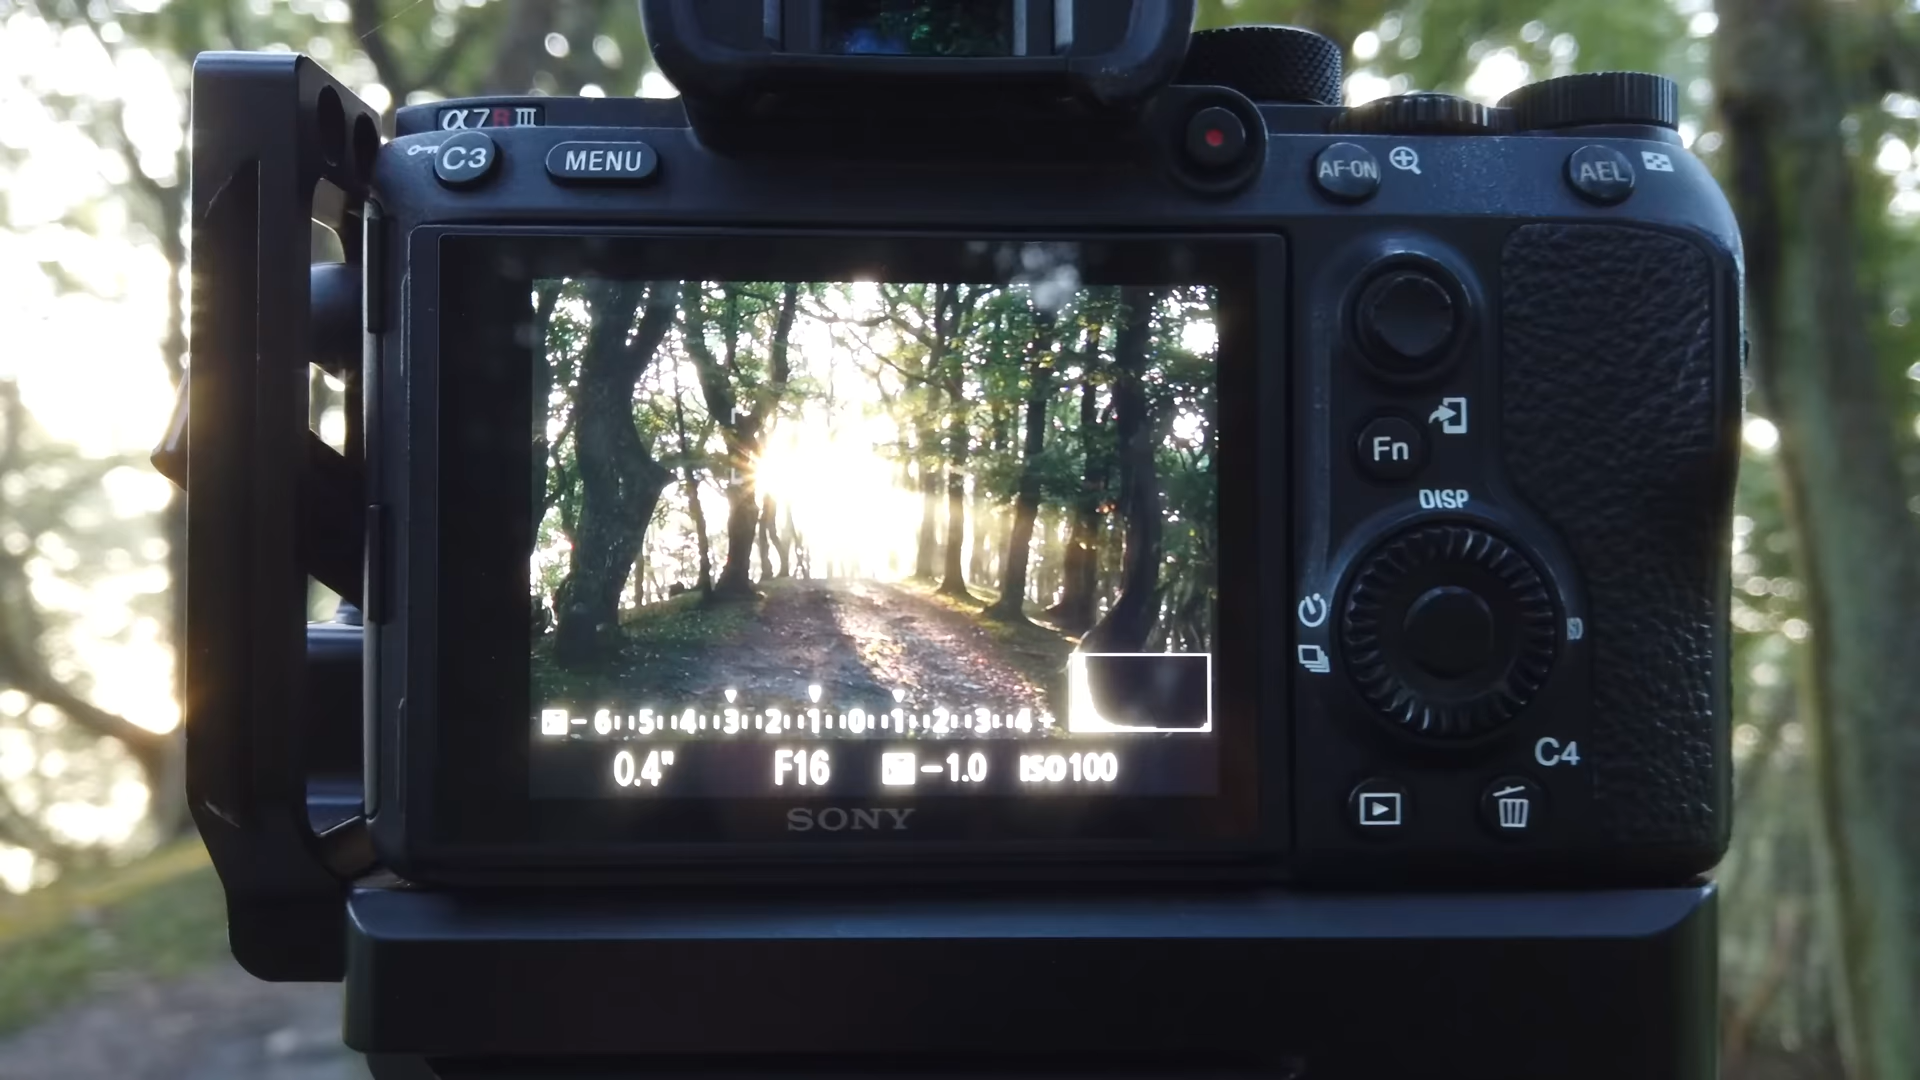 α7RIII
C3 MENU AF-ON AEL
Fn
DISP
ISO
-6··5··4··3··2··1··0··1··2··3··4+
0.4" F16 -1.0 ISO100
C4
SONY